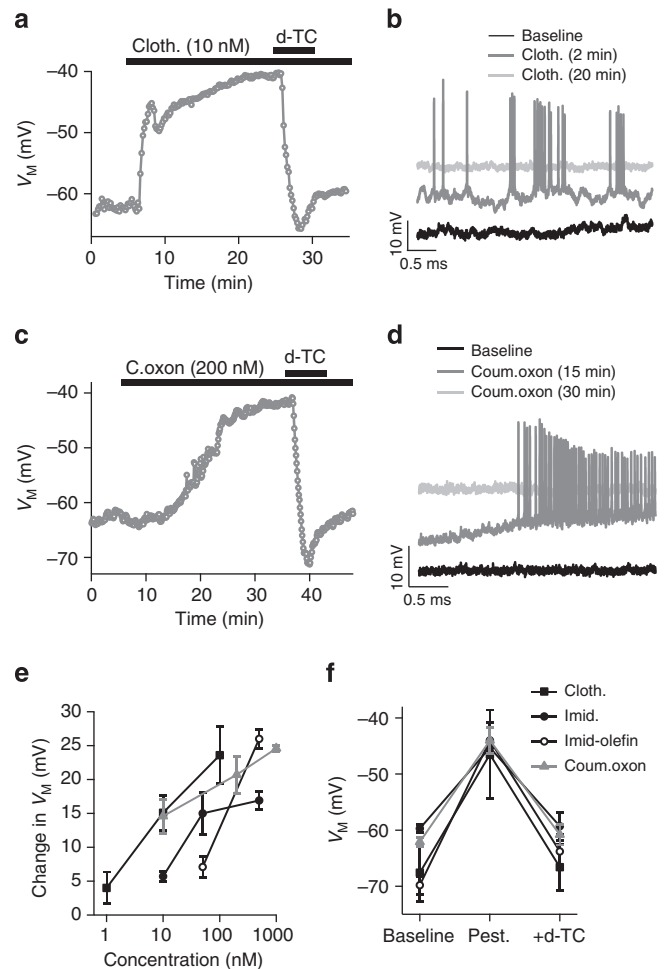 a
Cloth. (10 nM)
d-TC
−40
−50
−60
V_M (mV)
0 10 20 30
Time (min)
b
Baseline
Cloth. (2 min)
Cloth. (20 min)
10 mV
0.5 ms
c
C.oxon (200 nM)
d-TC
−40
−50
−60
−70
V_M (mV)
0 10 20 30 40
Time (min)
d
Baseline
Coum.oxon (15 min)
Coum.oxon (30 min)
10 mV
0.5 ms
e
30
25
20
15
10
5
0
Change in V_M (mV)
1 10 100 1000
Concentration (nM)
f
Cloth.
Imid.
Imid-olefin
Coum.oxon
−40
−50
−60
−70
V_M (mV)
Baseline Pest. +d-TC